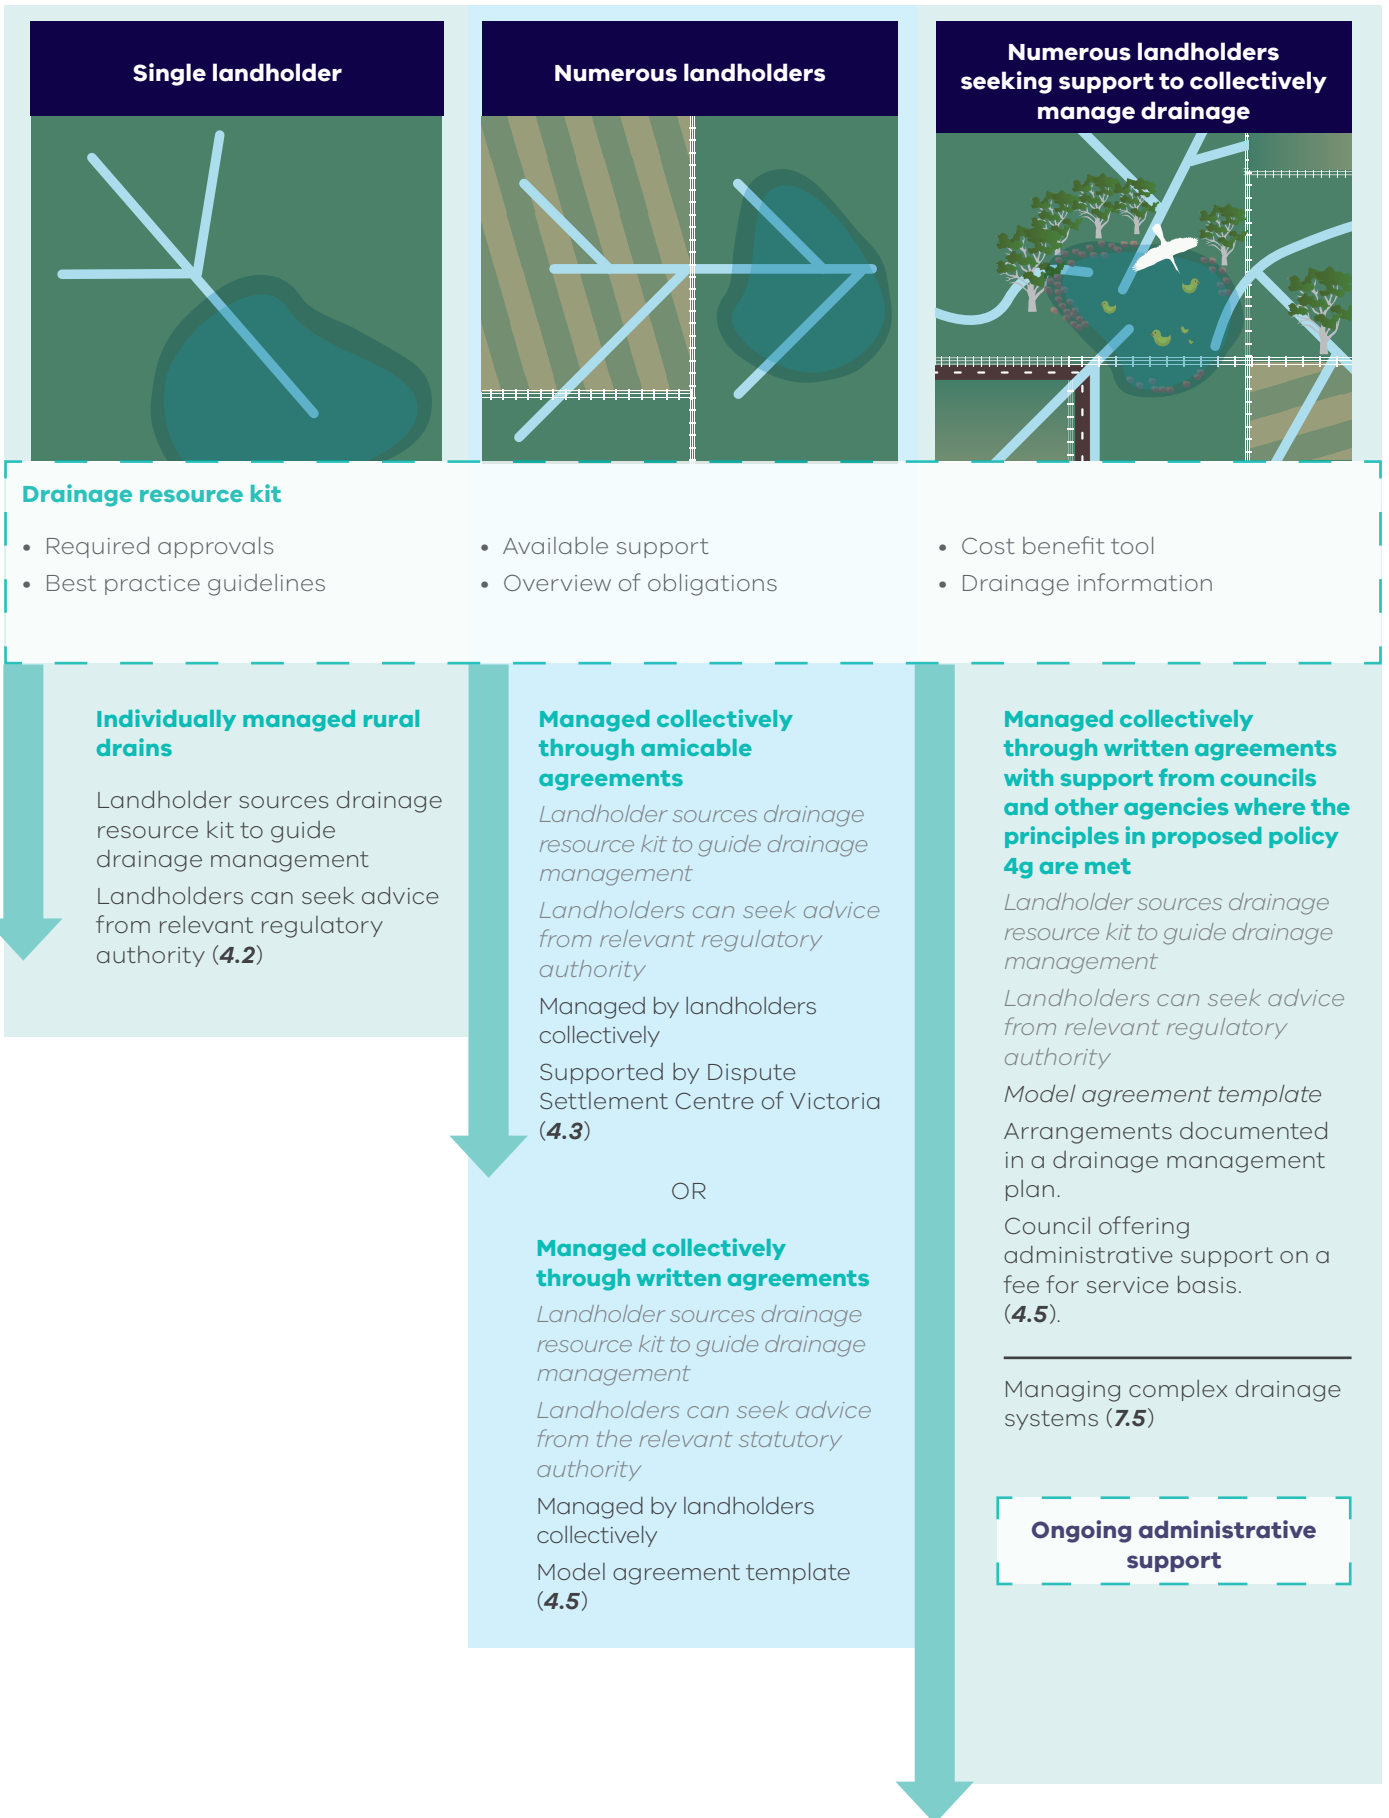 Single landholder
Numerous landholders
Numerous landholders
seeking support to collectively
manage drainage
Drainage resource kit
• Required approvals
• Best practice guidelines
• Available support
• Overview of obligations
• Cost benefit tool
• Drainage information
Individually managed rural
drains
Landholder sources drainage
resource kit to guide
drainage management
Landholders can seek advice
from relevant regulatory
authority (4.2)
Managed collectively
through amicable
agreements
Landholder sources drainage
resource kit to guide drainage
management
Landholders can seek advice
from relevant regulatory
authority
Managed by landholders
collectively
Supported by Dispute
Settlement Centre of Victoria
(4.3)
OR
Managed collectively
through written agreements
Landholder sources drainage
resource kit to guide drainage
management
Landholders can seek advice
from the relevant statutory
authority
Managed by landholders
collectively
Model agreement template
(4.5)
Managed collectively
through written agreements
with support from councils
and other agencies where the
principles in proposed policy
4g are met
Landholder sources drainage
resource kit to guide drainage
management
Landholders can seek advice
from relevant regulatory
authority
Model agreement template
Arrangements documented
in a drainage management
plan.
Council offering
administrative support on a
fee for service basis.
(4.5).
Managing complex drainage
systems (7.5)
Ongoing administrative
support